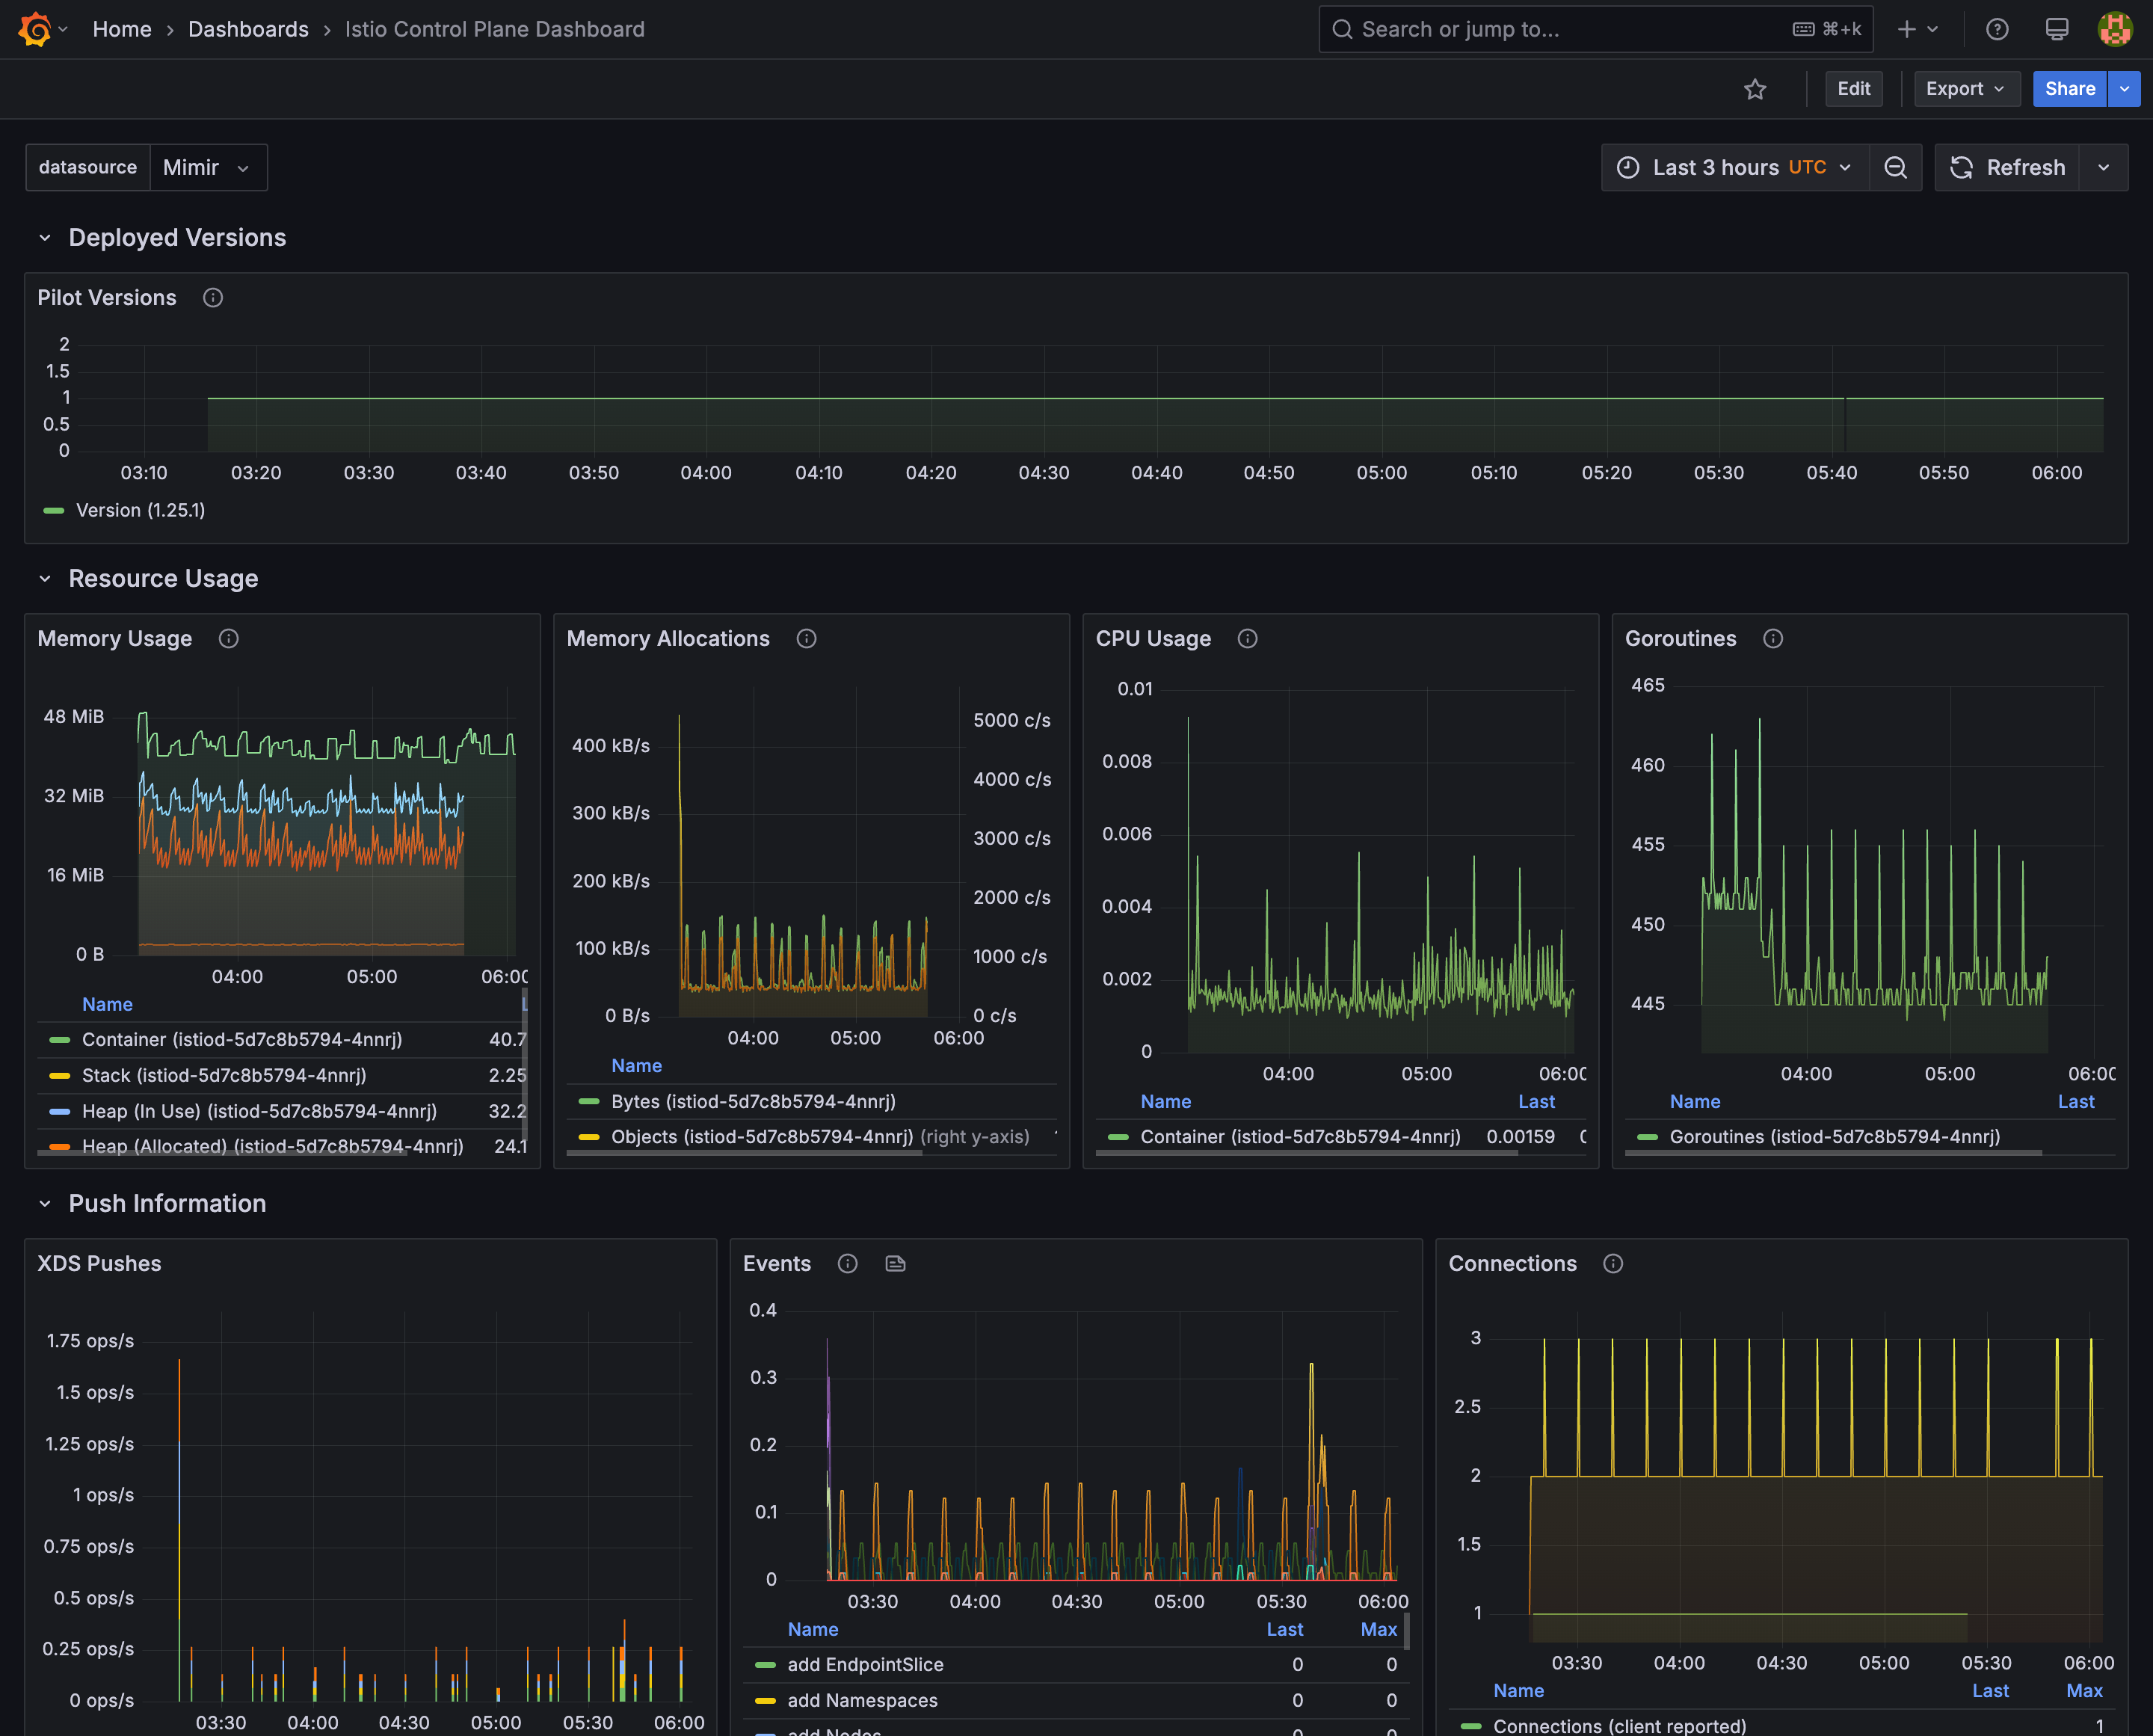 Home › Dashboards › Istio Control Plane Dashboard
Search or jump to...
⌘+k
Edit
Export
Share
datasource
Mimir
Last 3 hours UTC
Refresh
Deployed Versions
Pilot Versions
2
1.5
1
0.5
0
03:10 03:20 03:30 03:40 03:50 04:00 04:10 04:20 04:30 04:40 04:50 05:00 05:10 05:20 05:30 05:40 05:50 06:00
Version (1.25.1)
Resource Usage
Memory Usage
48 MiB
32 MiB
16 MiB
0 B
04:00 05:00 06:00
Name
Container (istiod-5d7c8b5794-4nnrj) 40.7
Stack (istiod-5d7c8b5794-4nnrj) 2.25
Heap (In Use) (istiod-5d7c8b5794-4nnrj) 32.2
Heap (Allocated) (istiod-5d7c8b5794-4nnrj) 24.1
Memory Allocations
400 kB/s
300 kB/s
200 kB/s
100 kB/s
0 B/s
5000 c/s
4000 c/s
3000 c/s
2000 c/s
1000 c/s
0 c/s
04:00 05:00 06:00
Name
Bytes (istiod-5d7c8b5794-4nnrj)
Objects (istiod-5d7c8b5794-4nnrj) (right y-axis)
CPU Usage
0.01
0.008
0.006
0.004
0.002
0
04:00 05:00 06:00
Name Last
Container (istiod-5d7c8b5794-4nnrj) 0.00159
Goroutines
465
460
455
450
445
04:00 05:00 06:00
Name Last
Goroutines (istiod-5d7c8b5794-4nnrj)
Push Information
XDS Pushes
1.75 ops/s
1.5 ops/s
1.25 ops/s
1 ops/s
0.75 ops/s
0.5 ops/s
0.25 ops/s
0 ops/s
03:30 04:00 04:30 05:00 05:30 06:00
Events
0.4
0.3
0.2
0.1
0
03:30 04:00 04:30 05:00 05:30 06:00
Name Last Max
add EndpointSlice 0 0
add Namespaces 0 0
add Nodes 0 0
Connections
3
2.5
2
1.5
1
03:30 04:00 04:30 05:00 05:30 06:00
Name Last Max
Connections (client reported) 1